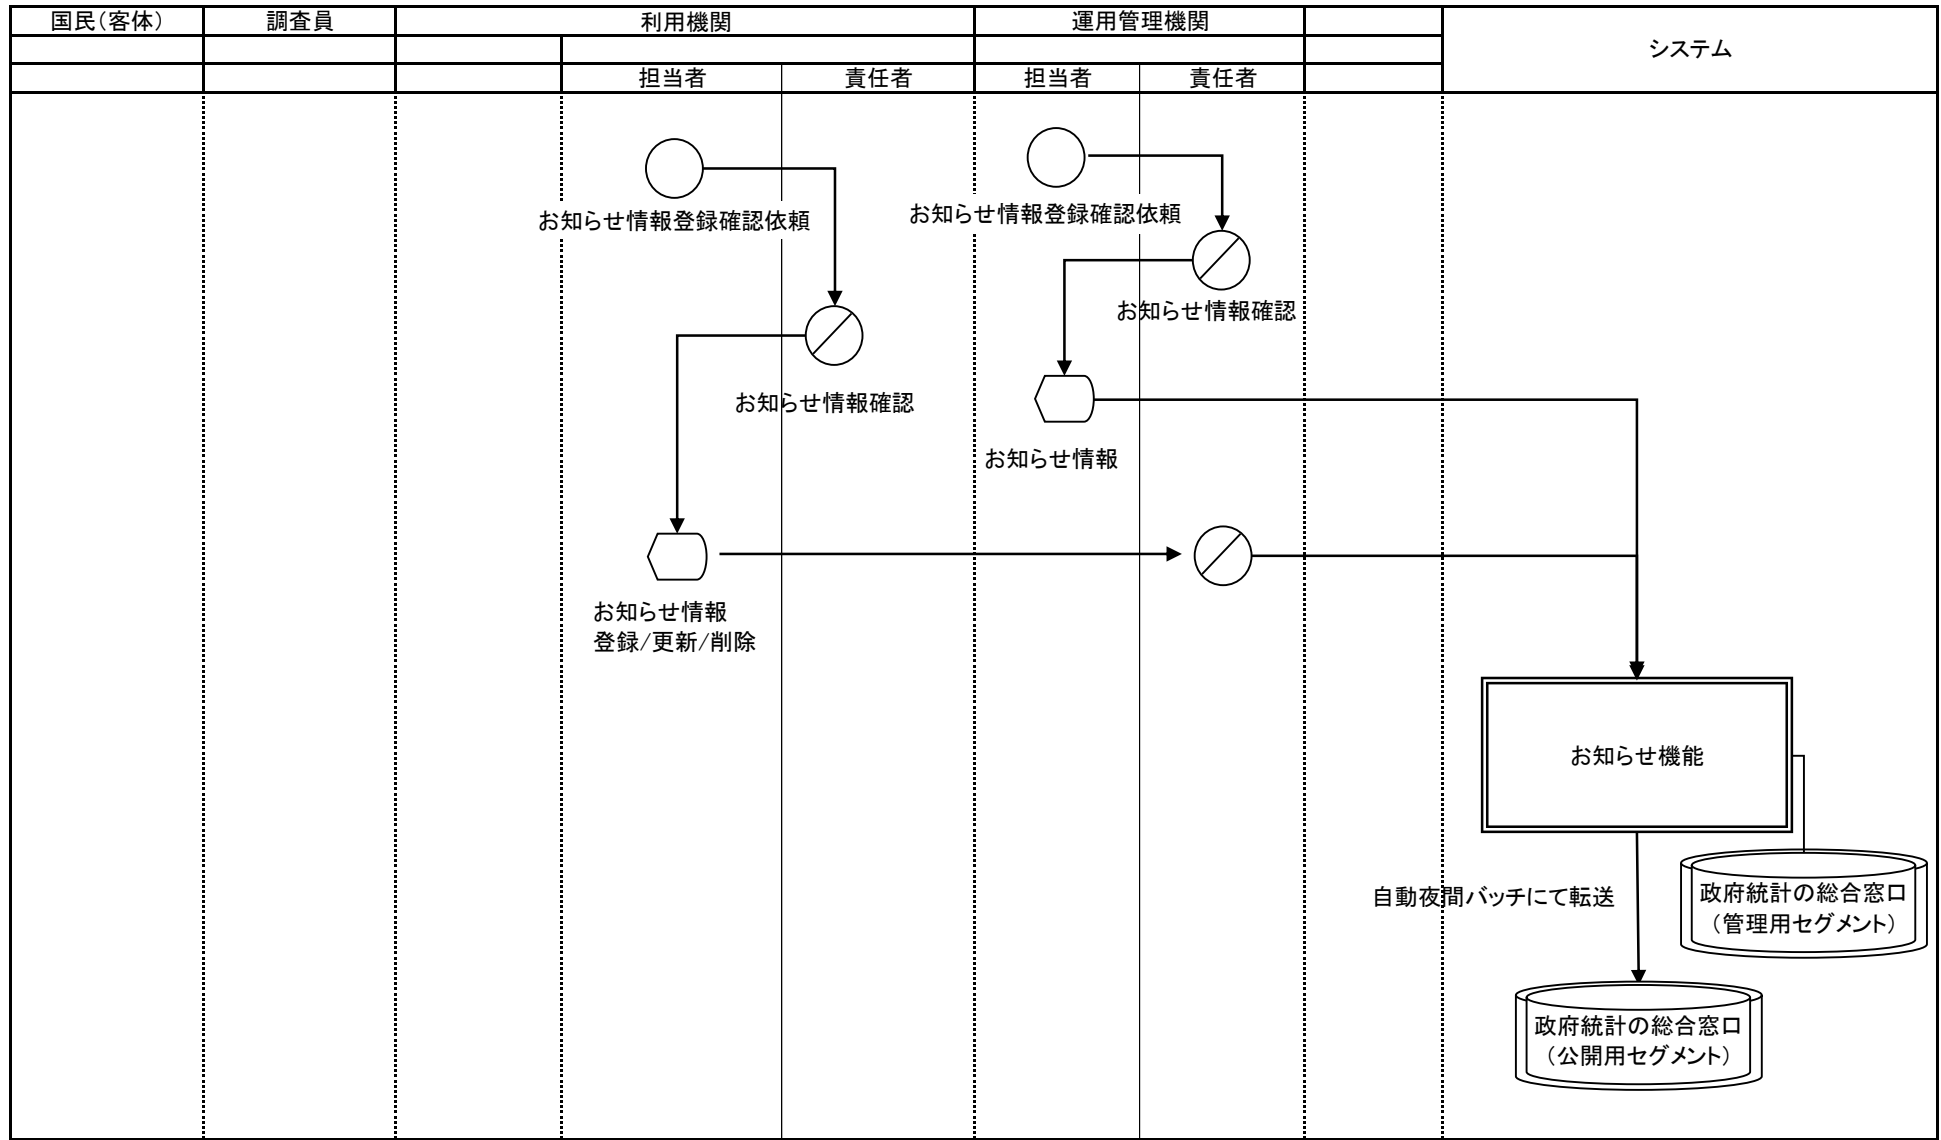 国民（客体）
調査員
利用機関
運用管理機関
システム
担当者
責任者
担当者
責任者
お知らせ情報登録確認依頼
お知らせ情報登録確認依頼
お知らせ情報確認
お知らせ情報確認
お知らせ情報
お知らせ情報
登録/更新/削除
お知らせ機能
自動夜間バッチにて転送
政府統計の総合窓口
（管理用セグメント）
政府統計の総合窓口
（公開用セグメント）